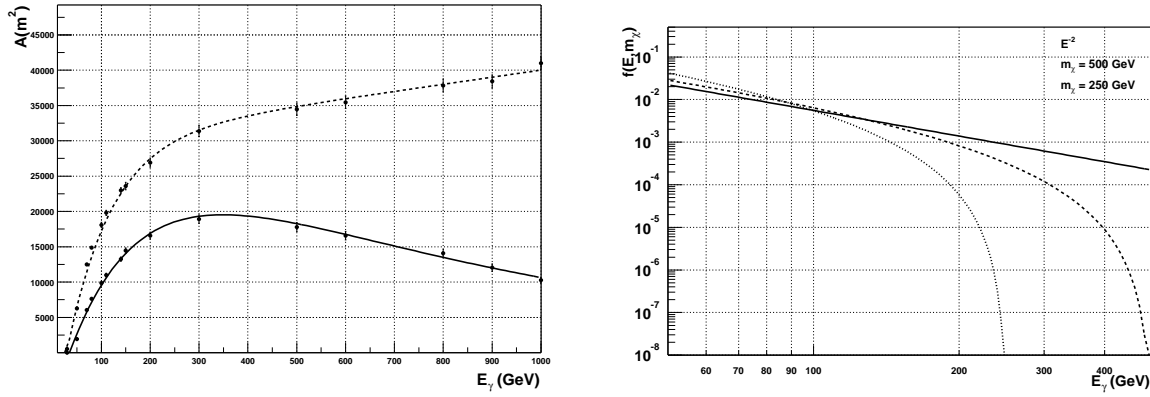 A(m²)
45000
40000
35000
30000
25000
20000
15000
10000
5000
100 200 300 400 500 600 700 800 900 1000
E_γ (GeV)
f(E,m_χ)
E⁻²
m_χ = 500 GeV
m_χ = 250 GeV
10⁻¹
10⁻²
10⁻³
10⁻⁴
10⁻⁵
10⁻⁶
10⁻⁷
10⁻⁸
60 70 80 90 100 200 300 400
E_γ (GeV)